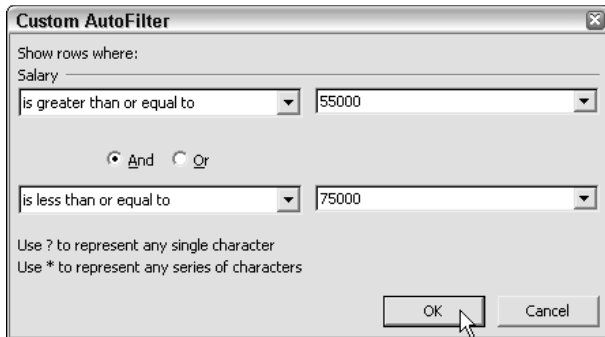 Custom AutoFilter
Show rows where:
Salary
is greater than or equal to 55000
And Or
is less than or equal to 75000
Use ? to represent any single character
Use * to represent any series of characters
OK Cancel